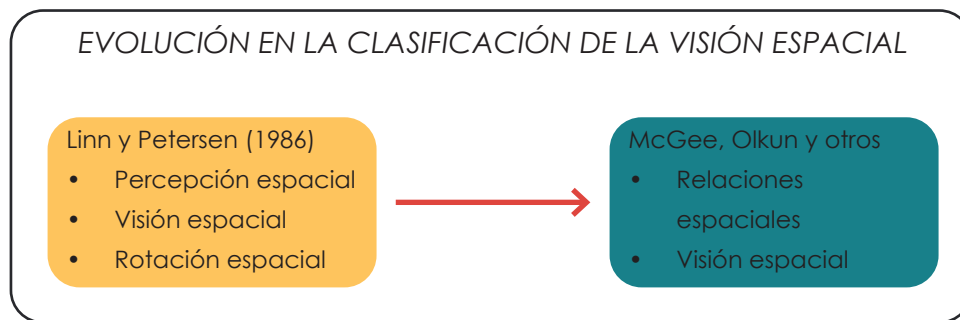 EVOLUCIÓN EN LA CLASIFICACIÓN DE LA VISIÓN ESPACIAL
Linn y Petersen (1986)
• Percepción espacial
• Visión espacial
• Rotación espacial
McGee, Olkun y otros
• Relaciones
espaciales
• Visión espacial